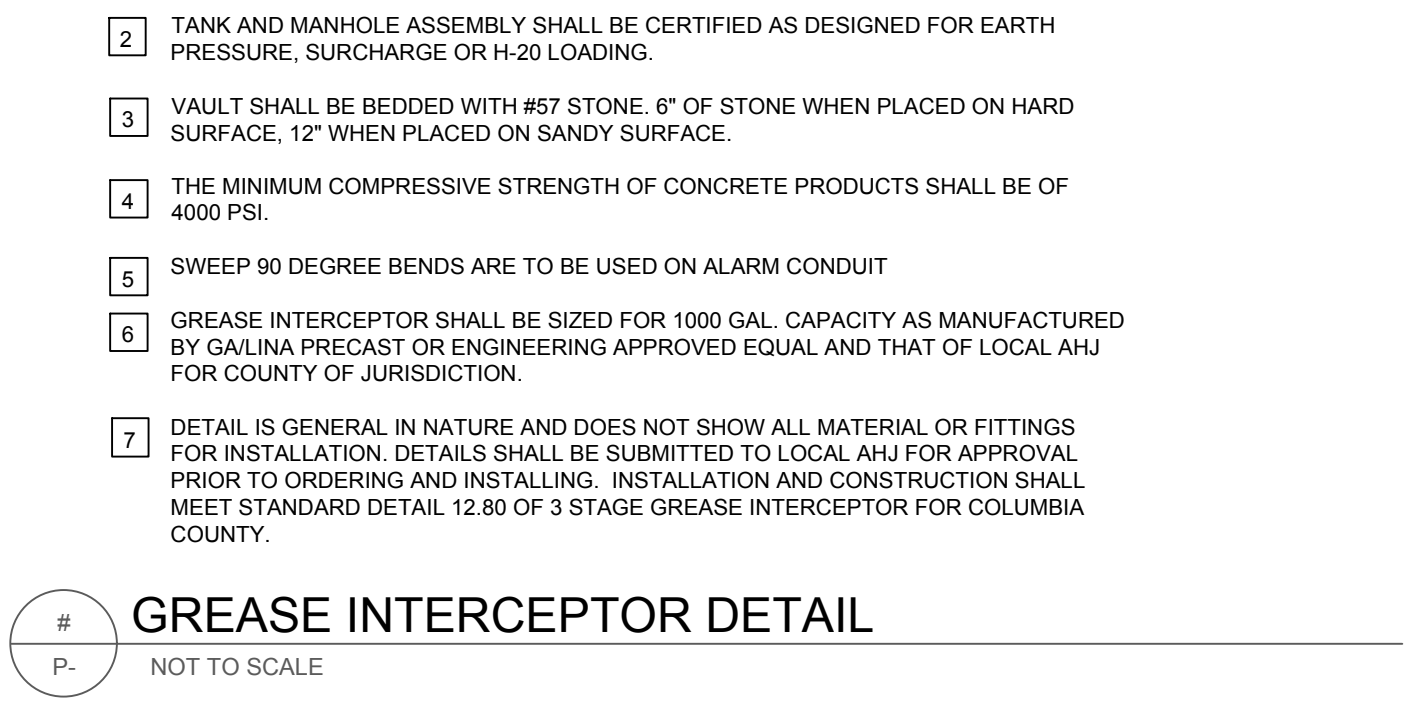 2 TANK AND MANHOLE ASSEMBLY SHALL BE CERTIFIED AS DESIGNED FOR EARTH
PRESSURE, SURCHARGE OR H-20 LOADING.
3 VAULT SHALL BE BEDDED WITH #57 STONE. 6" OF STONE WHEN PLACED ON HARD
SURFACE, 12" WHEN PLACED ON SANDY SURFACE.
4 THE MINIMUM COMPRESSIVE STRENGTH OF CONCRETE PRODUCTS SHALL BE OF
4000 PSI.
5 SWEEP 90 DEGREE BENDS ARE TO BE USED ON ALARM CONDUIT
6 GREASE INTERCEPTOR SHALL BE SIZED FOR 1000 GAL. CAPACITY AS MANUFACTURED
BY GA/LINA PRECAST OR ENGINEERING APPROVED EQUAL AND THAT OF LOCAL AHJ
FOR COUNTY OF JURISDICTION.
7 DETAIL IS GENERAL IN NATURE AND DOES NOT SHOW ALL MATERIAL OR FITTINGS
FOR INSTALLATION. DETAILS SHALL BE SUBMITTED TO LOCAL AHJ FOR APPROVAL
PRIOR TO ORDERING AND INSTALLING. INSTALLATION AND CONSTRUCTION SHALL
MEET STANDARD DETAIL 12.80 OF 3 STAGE GREASE INTERCEPTOR FOR COLUMBIA
COUNTY.
# GREASE INTERCEPTOR DETAIL
P- NOT TO SCALE